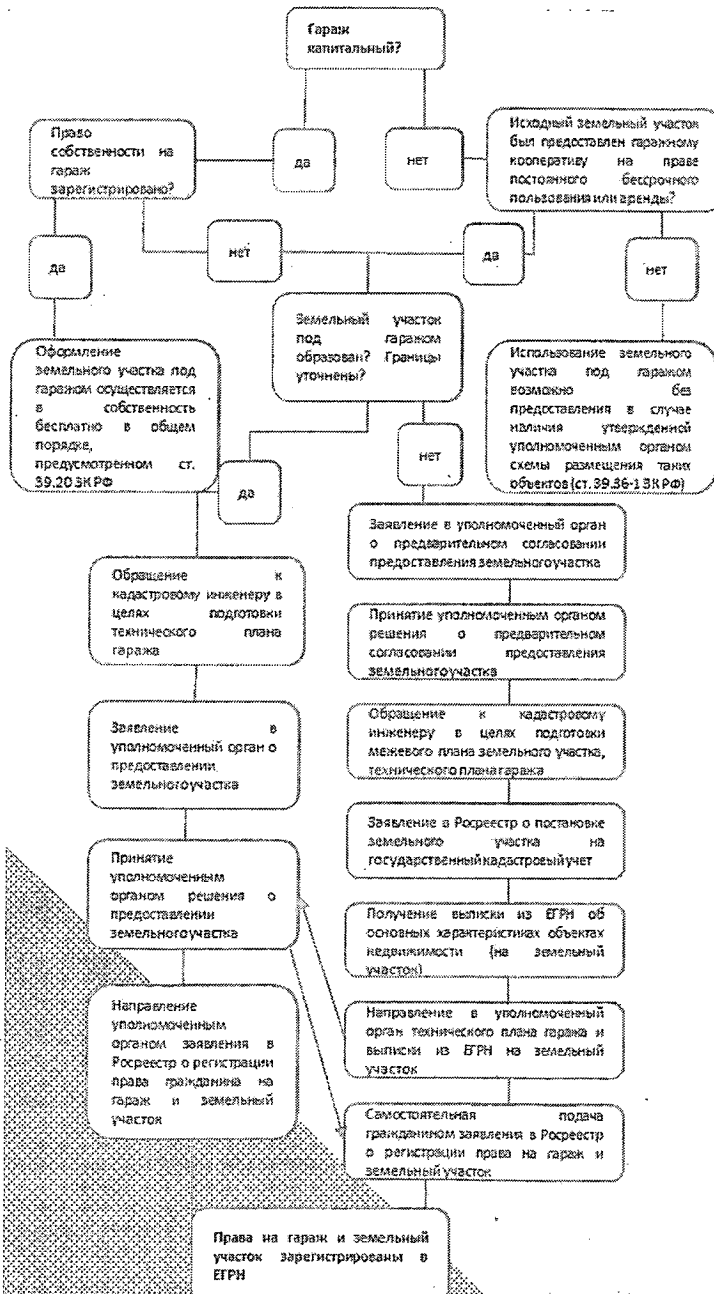 Гараж
капитальный?
Право
собственности на
гараж
зарегистрировано?
да
нет
Исходный земельный участок
был предоставлен гаражному
кооперативу на праве
постоянного бессрочного
пользования или аренды?
да
нет
да
нет
Земельный участок
под гаражом
образован? Границы
уточнены?
Оформление
земельного участка под
гаражом осуществляется
в собственность
бесплатно в общем
порядке,
предусмотренном ст.
39.20 ЗК РФ
Использование земельного
участка под гаражом
возможно без
предоставления в случае
наличия утвержденной
уполномоченным органом
схемы размещения таких
объектов (ст. 39.36-1 ЗК РФ)
да
нет
Обращение к
кадастровому инженеру в
целях подготовки
технического плана
гаража
Заявление в
уполномоченный орган о
предоставлении
земельного участка
Принятие
уполномоченным
органом решения о
предоставлении
земельного участка
Направление
уполномоченным
органом заявления в
Росреестр о регистрации
права гражданина на
гараж и земельный
участок
Заявление в уполномоченный орган
о предварительном согласовании
предоставления земельного участка
Принятие уполномоченным органом
решения о предварительном
согласовании предоставления
земельного участка
Обращение к кадастровому
инженеру в целях подготовки
межевого плана земельного участка,
технического плана гаража
Заявление в Росреестр о постановке
земельного участка на
государственный кадастровый учет
Получение выписки из ЕГРН об
основных характеристиках объектах
недвижимости (на земельный
участок)
Направление в уполномоченный
орган технического плана гаража и
выписки из ЕГРН на земельный
участок
Самостоятельная подача
гражданином заявления в Росреестр
о регистрации права на гараж и
земельный участок
Права на гараж и земельный
участок зарегистрированы в
ЕГРН